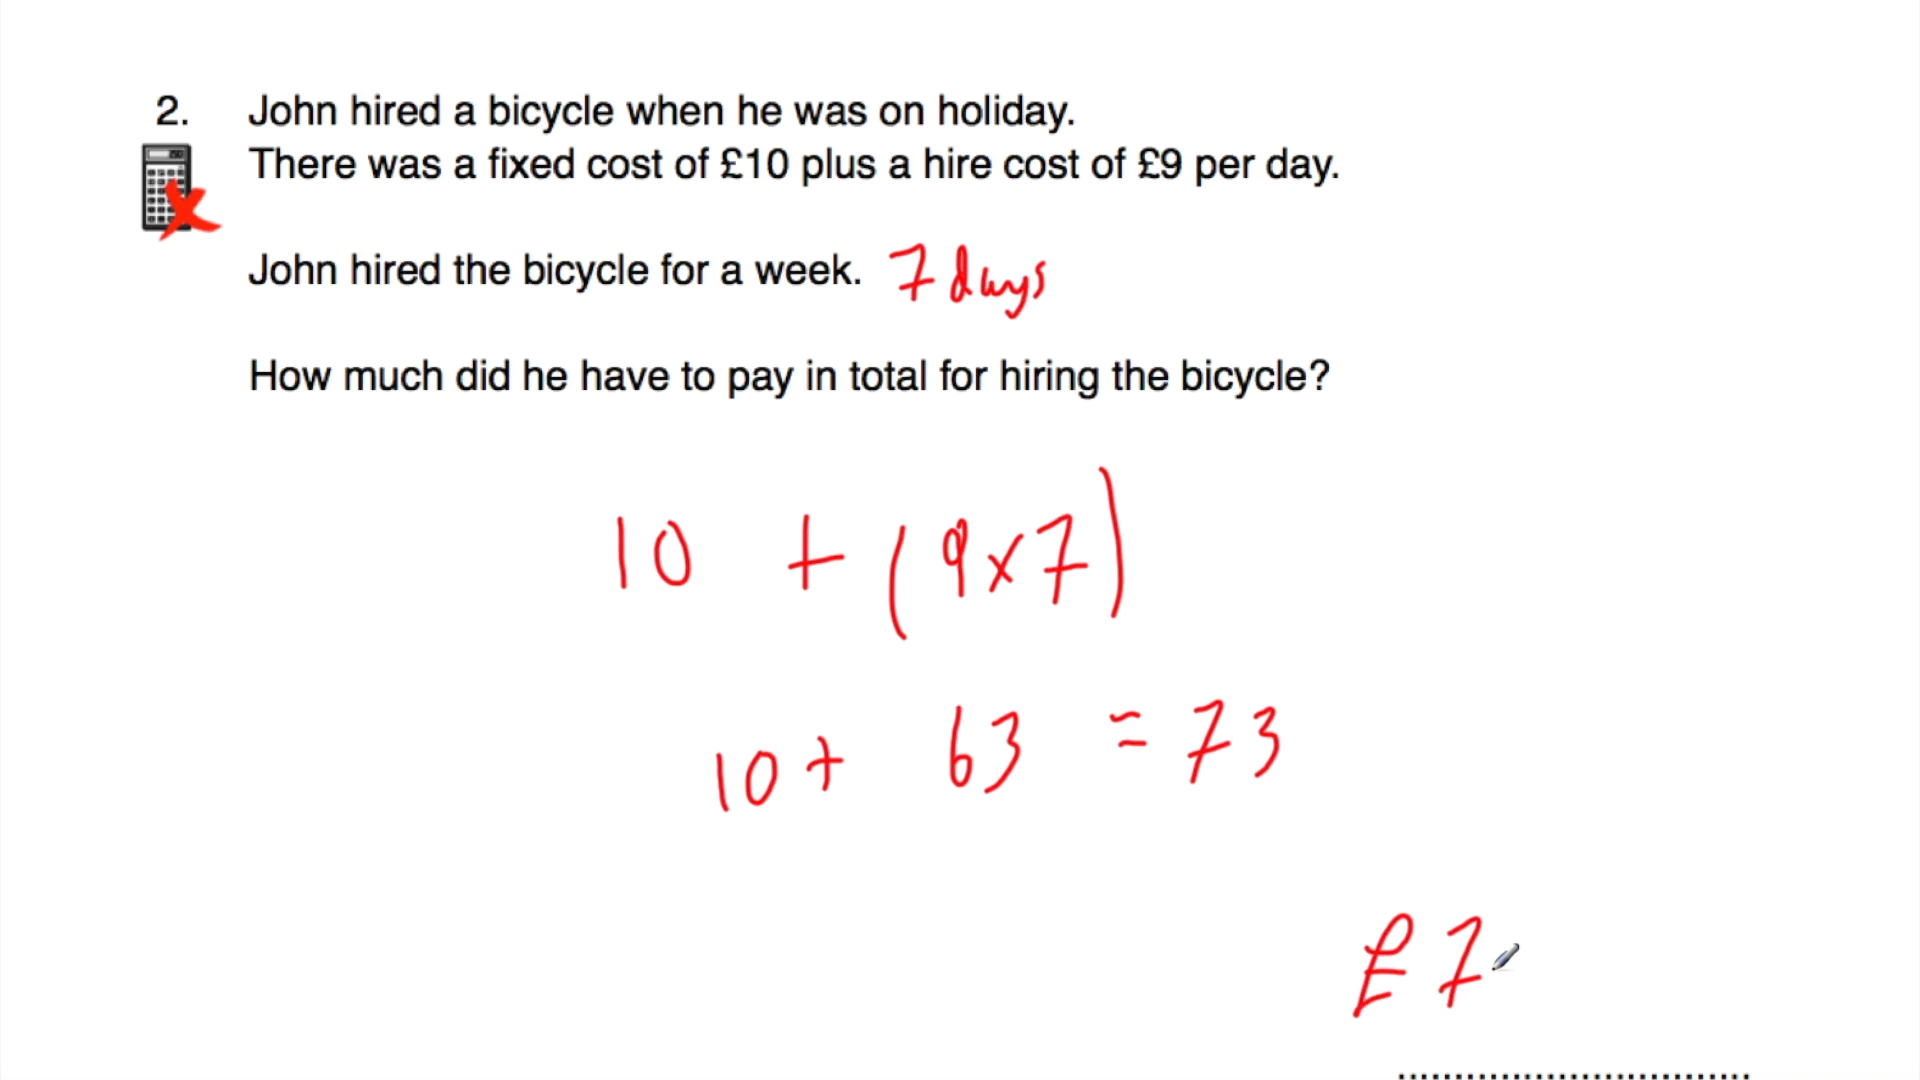 2. John hired a bicycle when he was on holiday.
There was a fixed cost of £10 plus a hire cost of £9 per day.
John hired the bicycle for a week. 7 days
How much did he have to pay in total for hiring the bicycle?
10 + (9x7)
10 + 63 = 73
£7
..............................